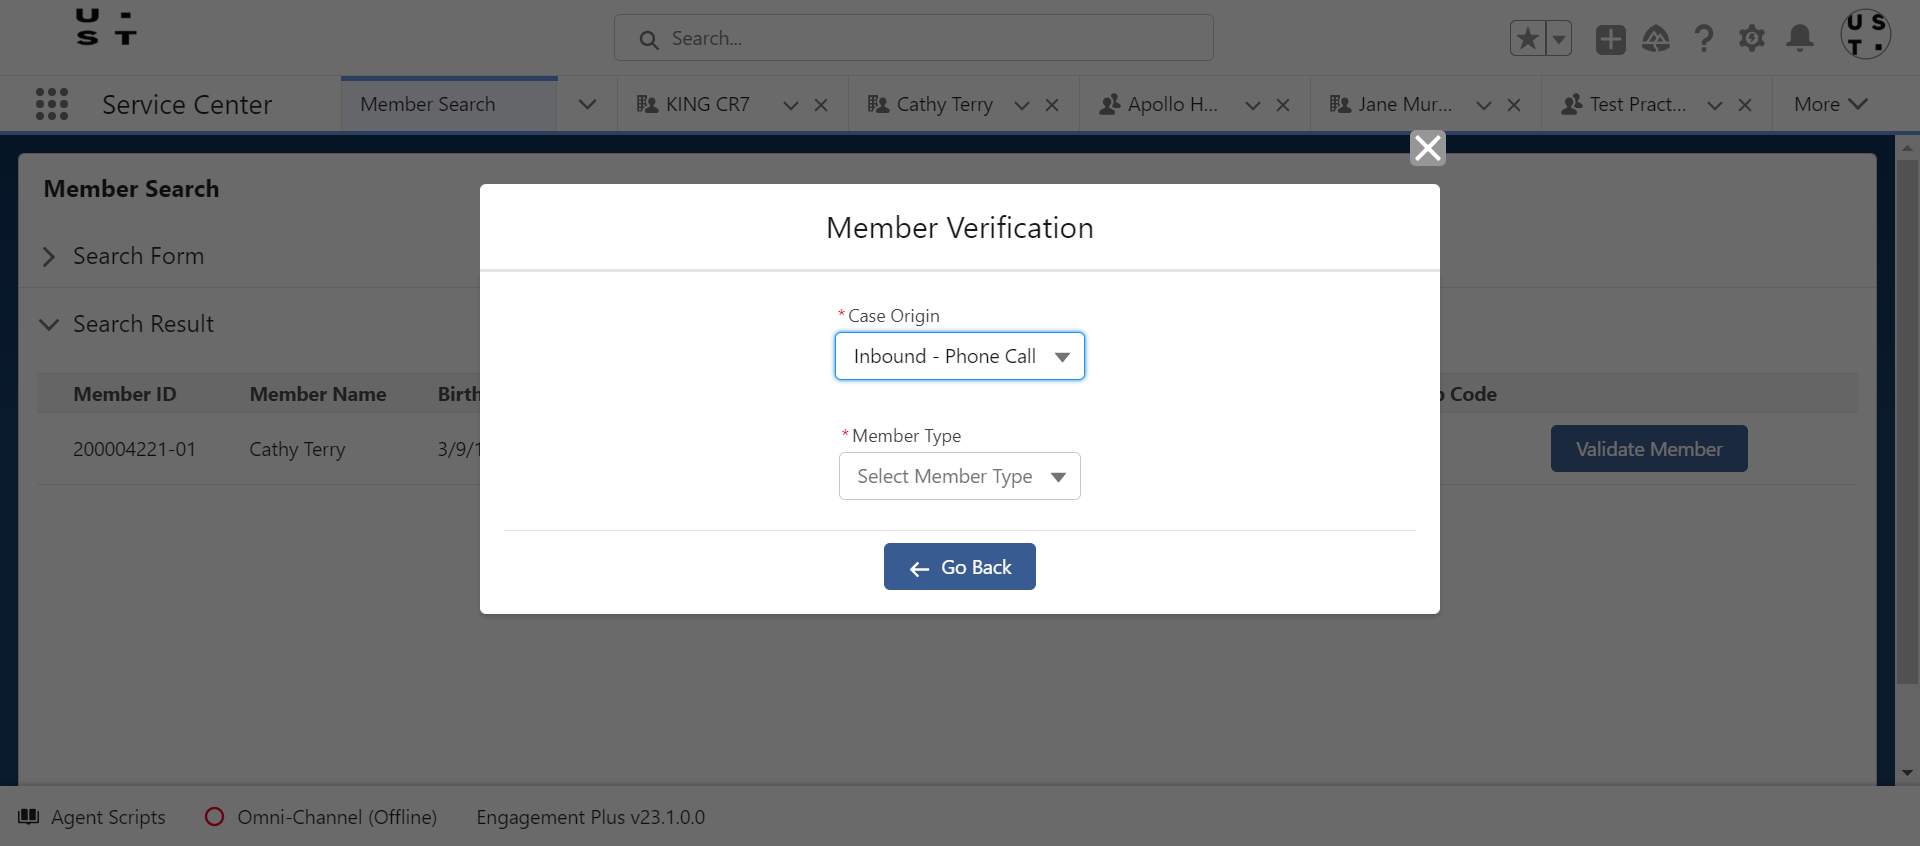 U
S T
Search...
U S
T
Service Center
Member Search
KING CR7
Cathy Terry
Apollo H...
Jane Mur...
Test Pract...
More
Member Search
Member Verification
Search Form
*Case Origin
Search Result
Inbound - Phone Call
Member ID
Member Name
Birth
Code
*Member Type
200004221-01
Cathy Terry
3/9/1
Select Member Type
Validate Member
Go Back
Agent Scripts
Omni-Channel (Offline)
Engagement Plus v23.1.0.0